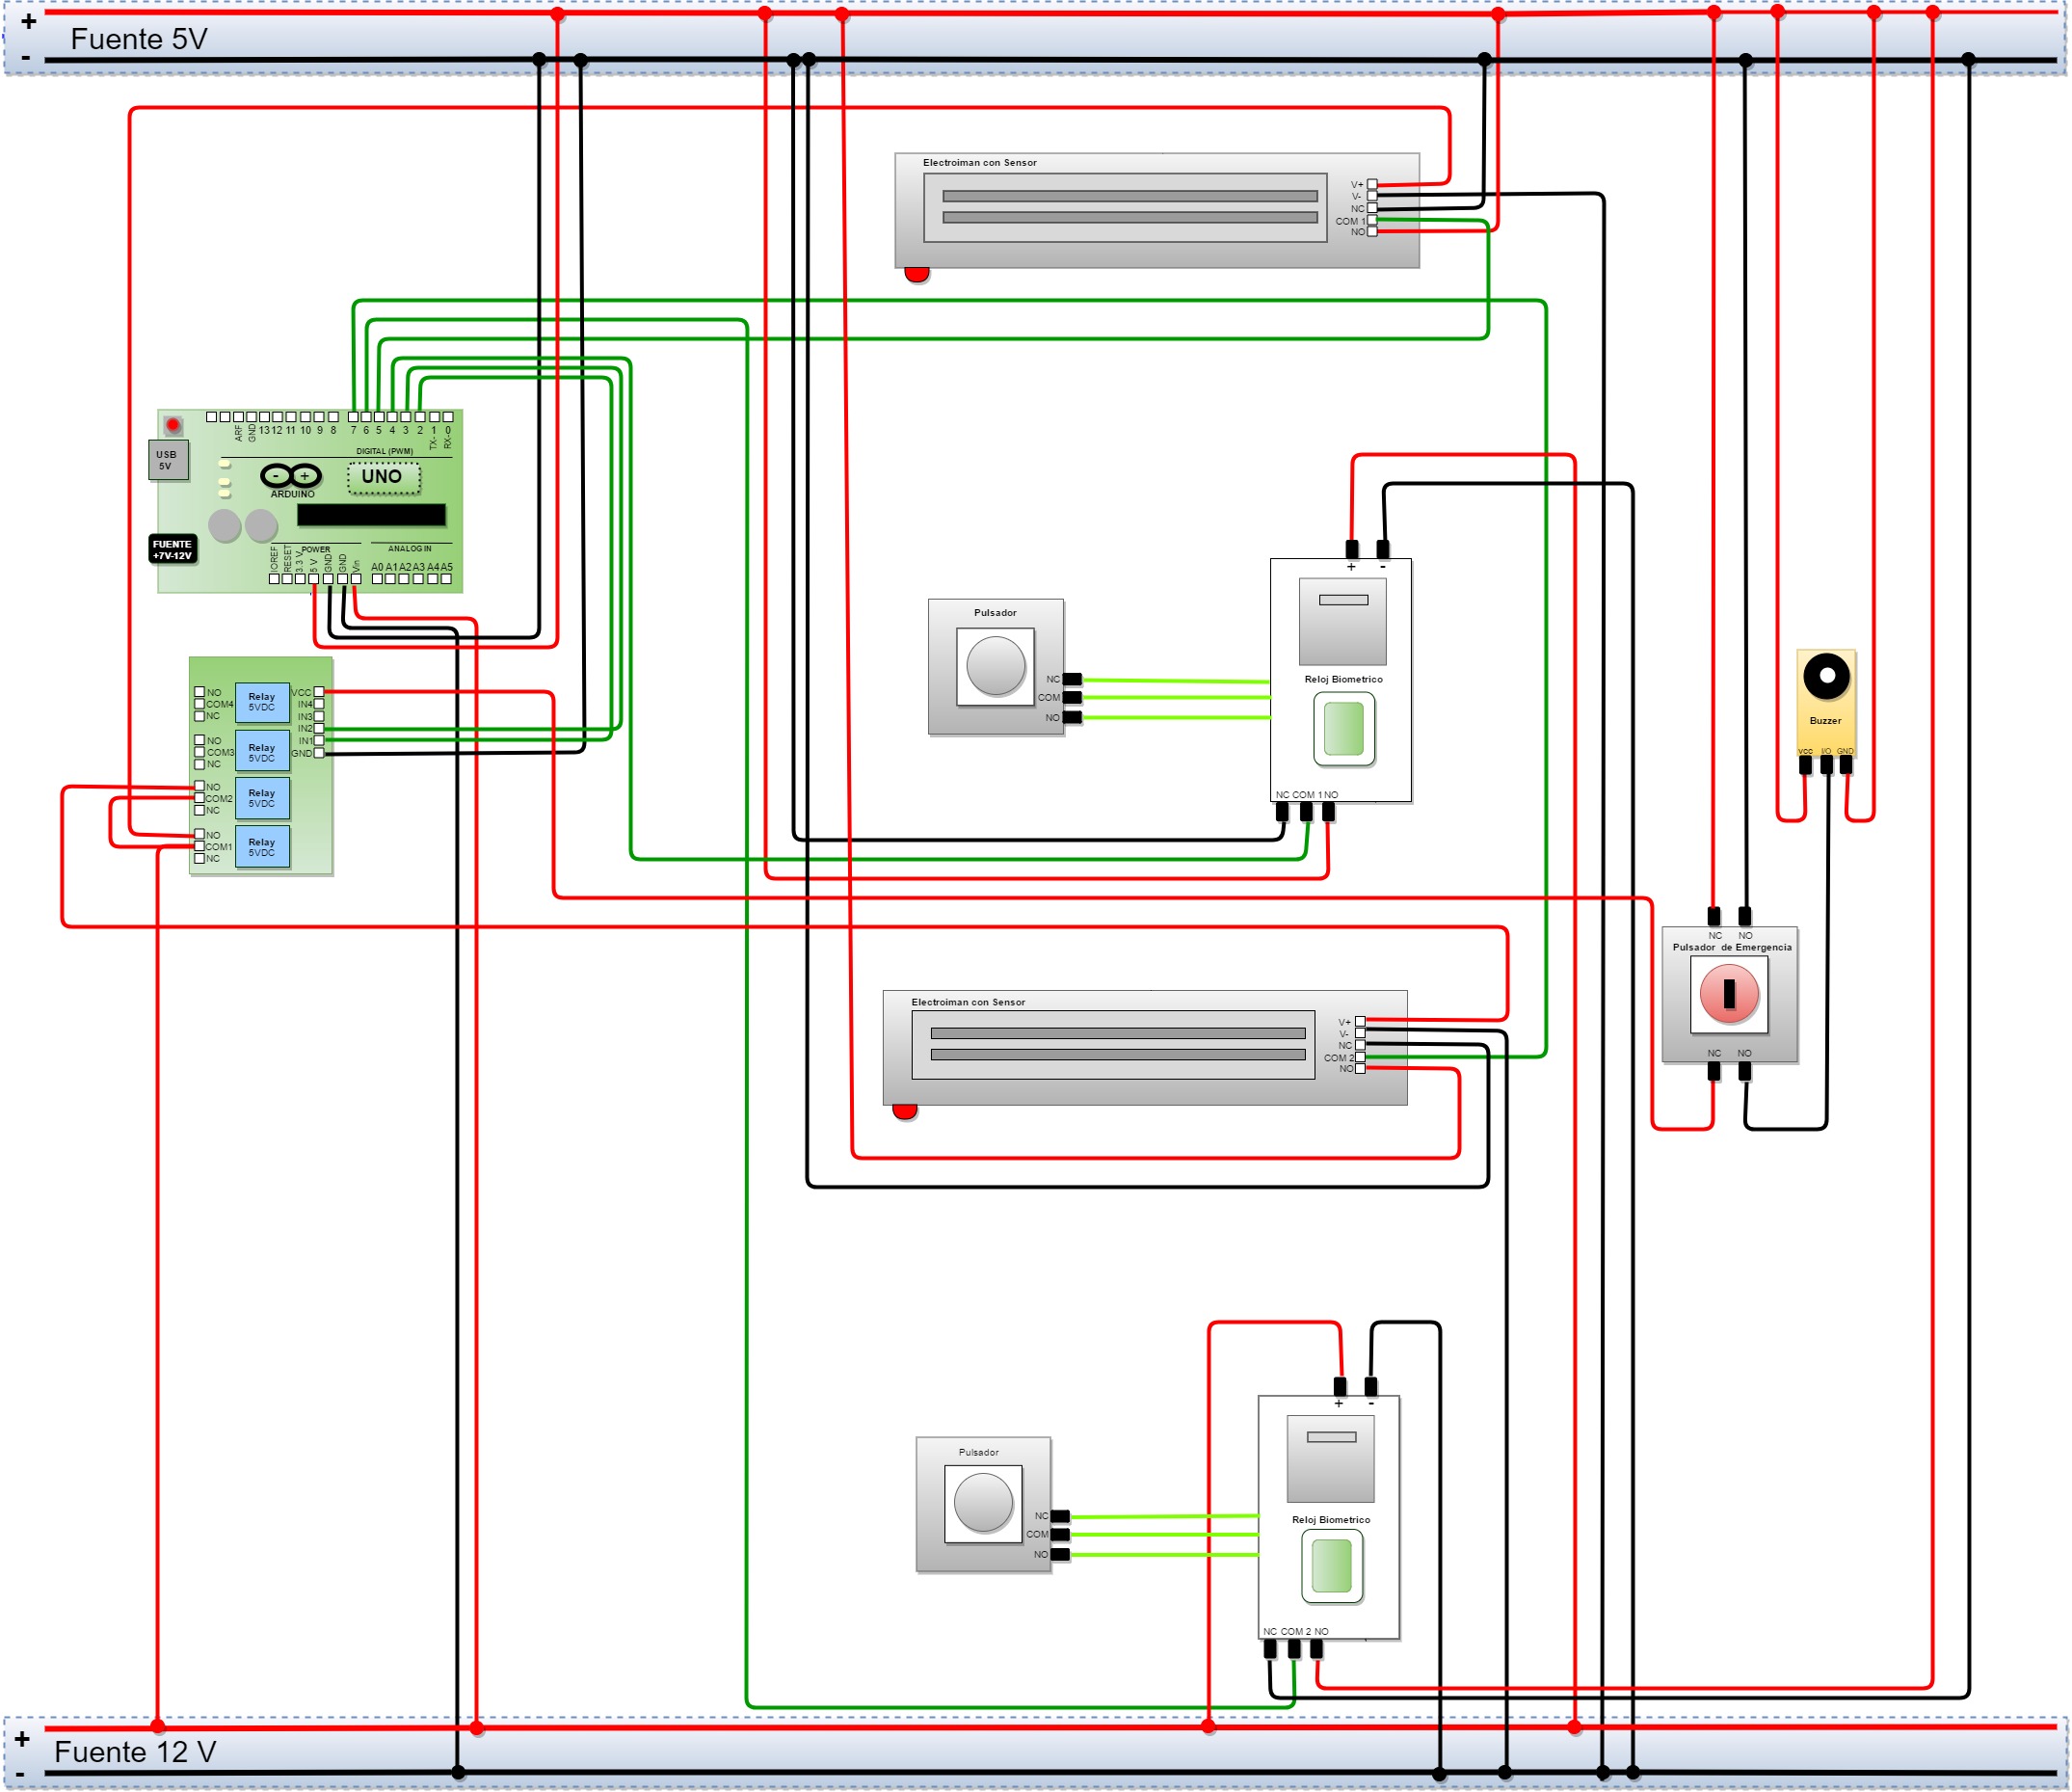 +
Fuente 5V
-
Electroiman con Sensor
V+
V-
NC
COM 1
NO
ARF GND 13 12 11 10 9 8 7 6 5 4 3 2 1 0
TX- RX-
DIGITAL (PWM)
USB
5V
- +
UNO
ARDUINO
FUENTE
+7V-12V
POWER
ANALOG IN
IOREF RESET 3.3 V 5 V GND GND Vin A0 A1 A2 A3 A4 A5
+ -
Pulsador
NC
COM
NO
Reloj Biometrico
NC COM 1 NO
NO
COM4
NC
Relay
5VDC
NO
COM3
NC
Relay
5VDC
NO
COM2
NC
Relay
5VDC
NO
COM1
NC
Relay
5VDC
VCC
IN4
IN3
IN2
IN1
GND
Buzzer
vcc I/O GND
NC NO
Pulsador de Emergencia
NC NO
Electroiman con Sensor
V+
V-
NC
COM 2
NO
+ -
Pulsador
NC
COM
NO
Reloj Biometrico
NC COM 2 NO
+
Fuente 12 V
-